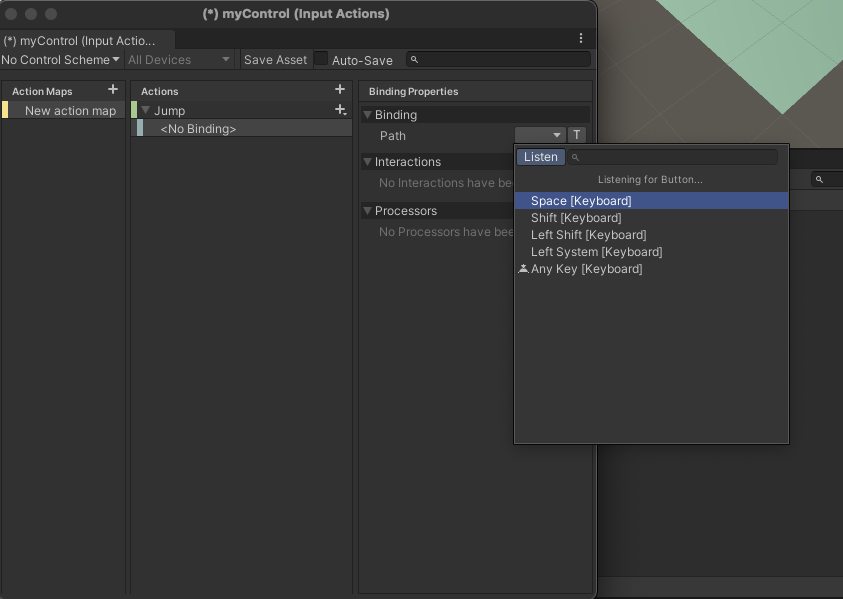 (*) myControl (Input Actions)
(*) myControl (Input Actio...
No Control Scheme
All Devices
Save Asset
Auto-Save
Action Maps +
Actions +
Binding Properties
New action map
Jump +
<No Binding>
Binding
Path
T
Interactions
No Interactions have be
Processors
No Processors have bee
Listen
Listening for Button...
Space [Keyboard]
Shift [Keyboard]
Left Shift [Keyboard]
Left System [Keyboard]
Any Key [Keyboard]